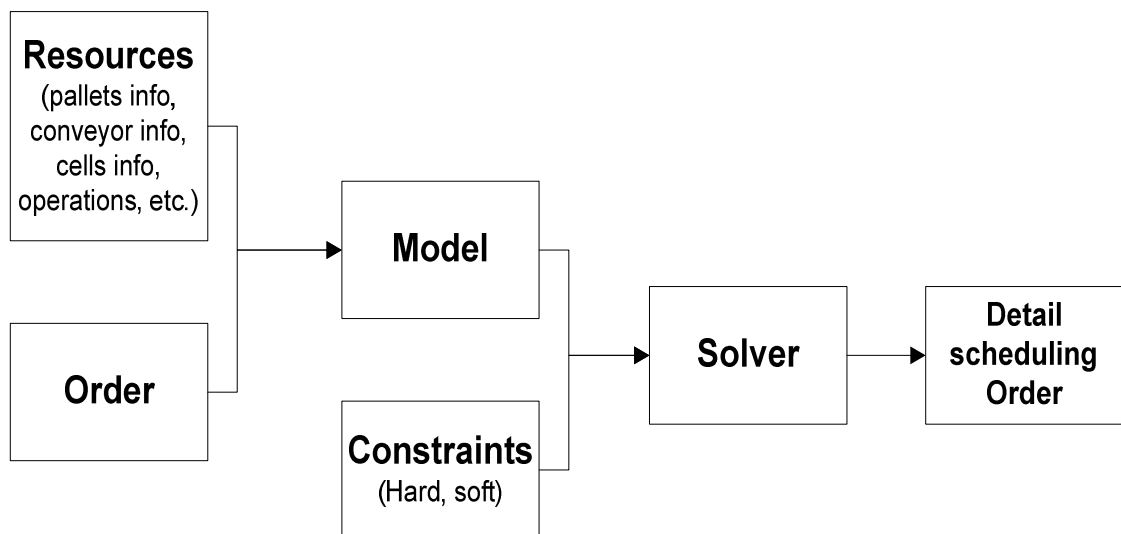 Resources
(pallets info,
conveyor info,
cells info,
operations, etc.)
Order
Model
Constraints
(Hard, soft)
Solver
Detail
scheduling
Order